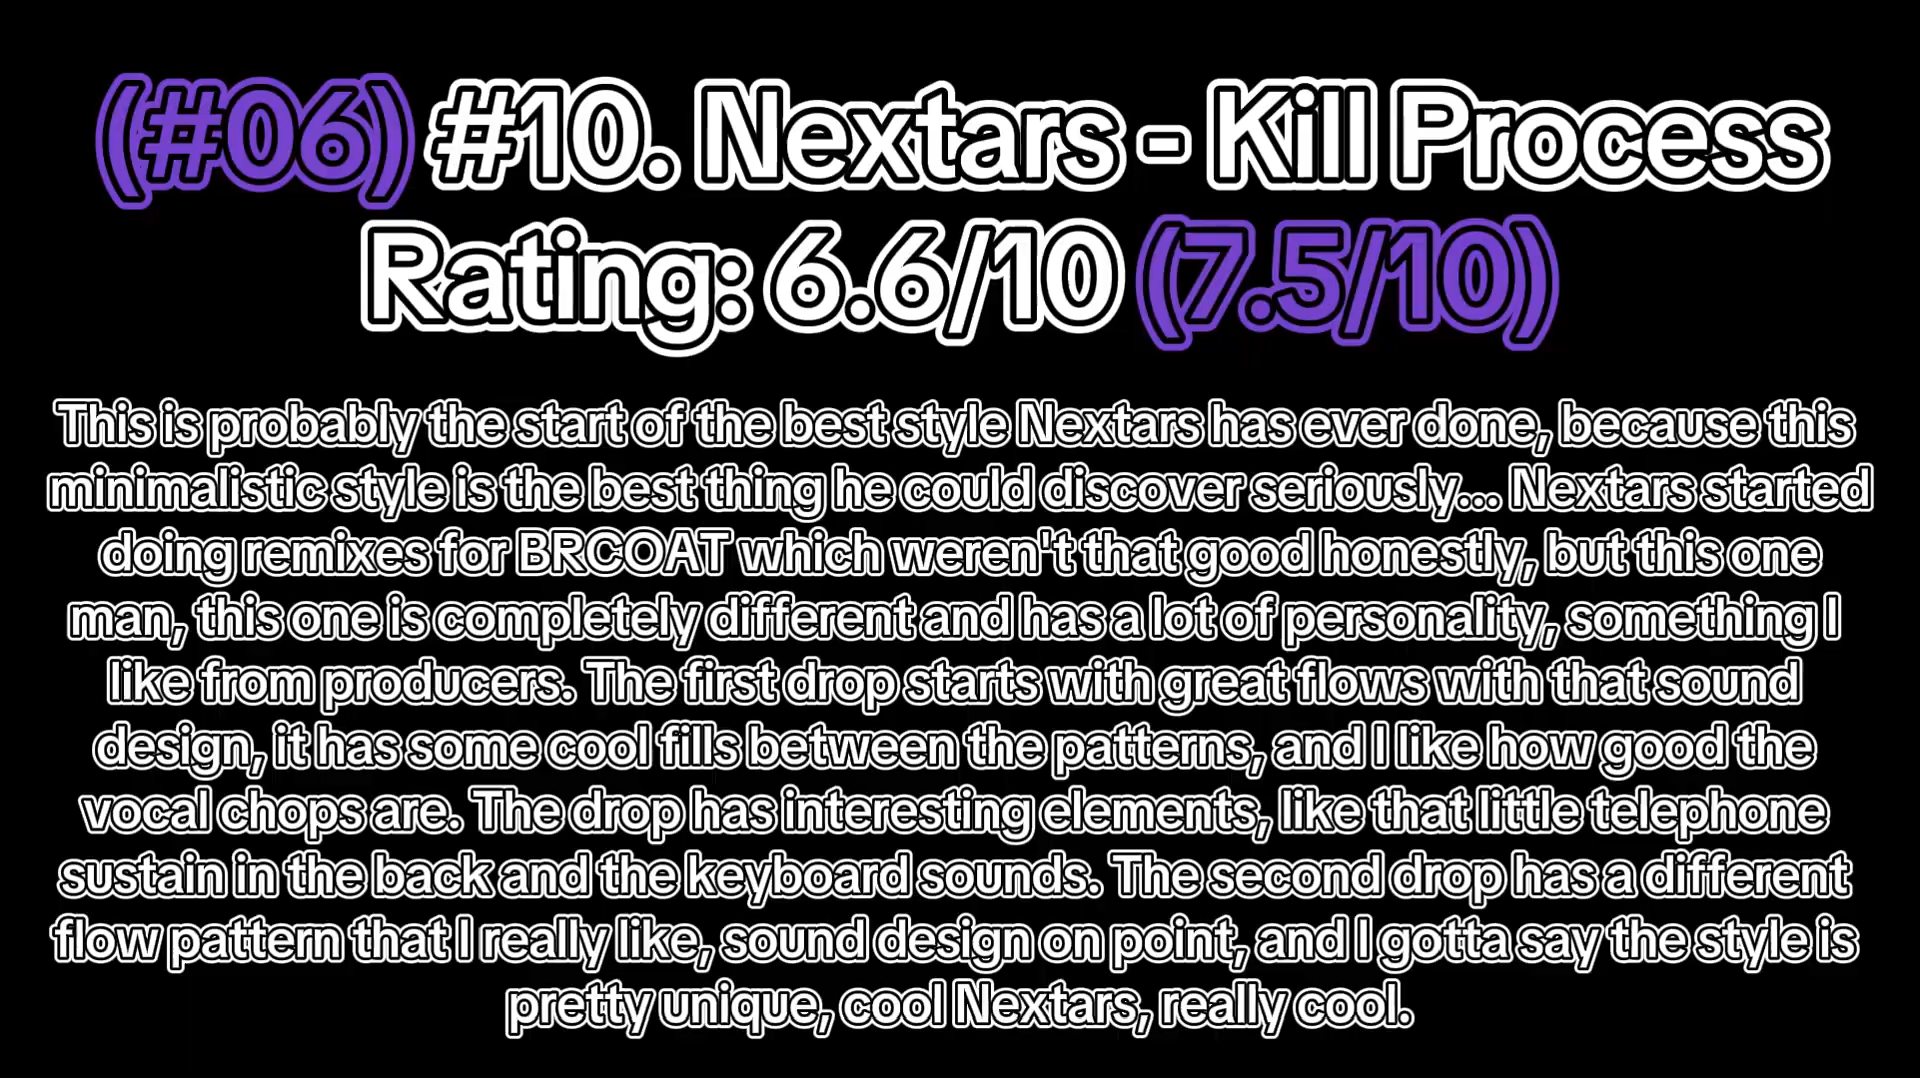 (#06) #10. Nextars - Kill Process
Rating: 6.6/10 (7.5/10)
This is probably the start of the best style Nextars has ever done, because this
minimalistic style is the best thing he could discover seriously... Nextars started
doing remixes for BRCOAT which weren't that good honestly, but this one
man, this one is completely different and has a lot of personality, something I
like from producers. The first drop starts with great flows with that sound
design, it has some cool fills between the patterns, and I like how good the
vocal chops are. The drop has interesting elements, like that little telephone
sustain in the back and the keyboard sounds. The second drop has a different
flow pattern that I really like, sound design on point, and I gotta say the style is
pretty unique, cool Nextars, really cool.